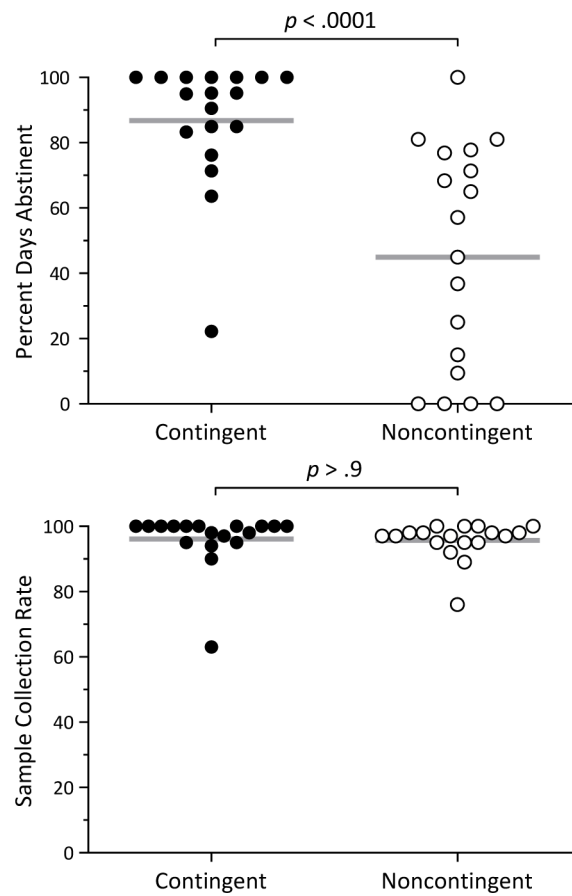 p < .0001
Percent Days Abstinent
100
80
60
40
20
0
Contingent Noncontingent
p > .9
Sample Collection Rate
100
80
60
40
20
0
Contingent Noncontingent